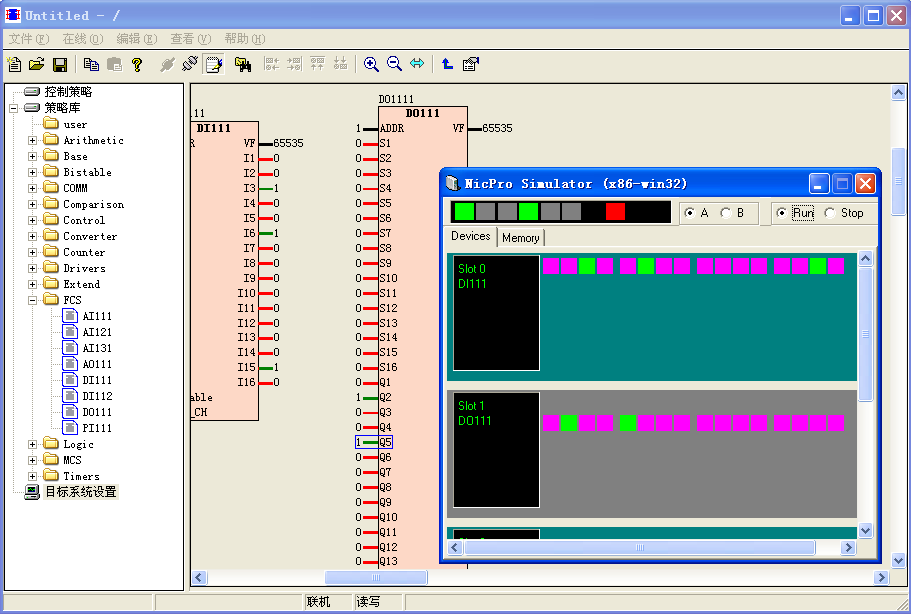 Untitled - /
文件(F) 在线(O) 编辑(E) 查看(V) 帮助(H)
控制策略
策略库
user
Arithmetic
Base
Bistable
COMM
Comparison
Control
Converter
Counter
Drivers
Extend
FCS
AI111
AI121
AI131
AO111
DI111
DI112
DO111
PI111
Logic
MCS
Timers
目标系统设置
.11
DI111
R VF 65535
I1 0
I2 0
I3 1
I4 0
I5 0
I6 1
I7 0
I8 0
I9 0
I10 0
I11 0
I12 0
I13 0
I14 0
I15 1
I16 0
able
_CH
DO1111
DO111
1 ADDR VF 65535
0 S1
0 S2
0 S3
0 S4
0 S5
0 S6
0 S7
0 S8
0 S9
0 S10
0 S11
0 S12
0 S13
0 S14
0 S15
0 S16
0 Q1
1 Q2
0 Q3
0 Q4
1 Q5
0 Q6
0 Q7
0 Q8
0 Q9
0 Q10
0 Q11
0 Q12
0 Q13
NicPro Simulator (x86-win32)
A B Run Stop
Devices Memory
Slot 0
DI111
Slot 1
DO111
联机 读写